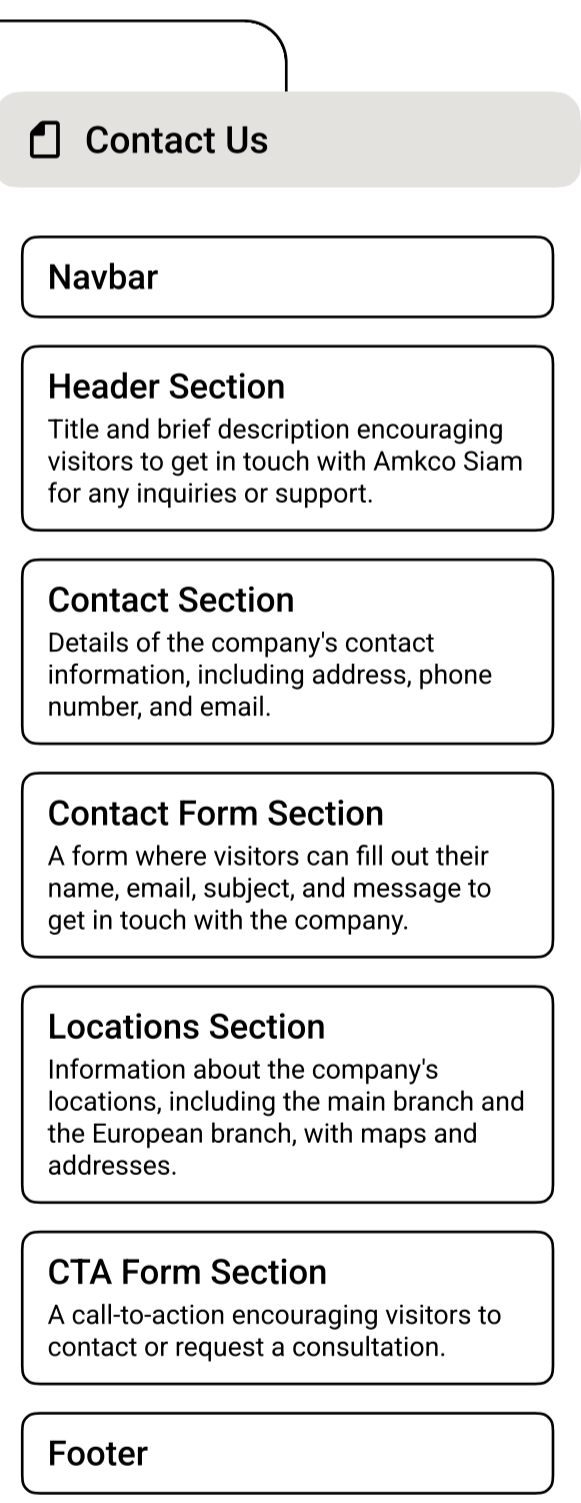 Contact Us
Navbar
Header Section
Title and brief description encouraging
visitors to get in touch with Amkco Siam
for any inquiries or support.
Contact Section
Details of the company's contact
information, including address, phone
number, and email.
Contact Form Section
A form where visitors can fill out their
name, email, subject, and message to
get in touch with the company.
Locations Section
Information about the company's
locations, including the main branch and
the European branch, with maps and
addresses.
CTA Form Section
A call-to-action encouraging visitors to
contact or request a consultation.
Footer